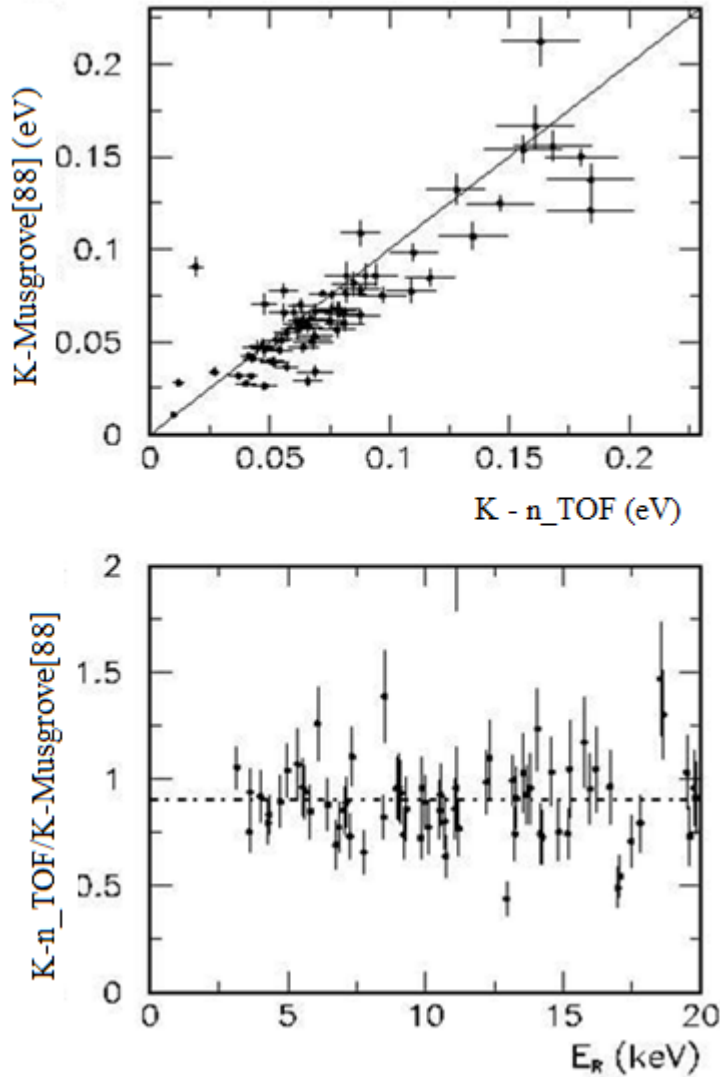 K-Musgrove[88] (eV)
0.2
0.15
0.1
0.05
0
0 0.05 0.1 0.15 0.2
K - n_TOF (eV)
K-n_TOF/K-Musgrove[88]
2
1.5
1
0.5
0
0 5 10 15 20
E_R (keV)